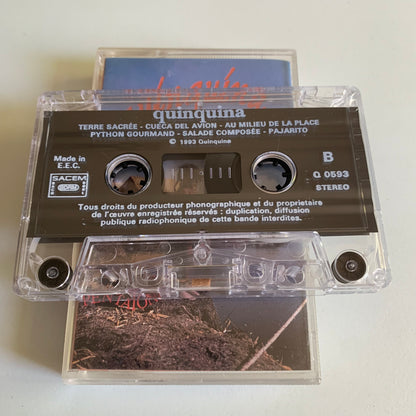 quinquina
TERRE SACRÉE - CUECA DEL AVION - AU MILIEU DE LA PLACE
PYTHON GOURMAND - SALADE COMPOSÉE - PAJARITO
© 1993 Quinquina
Made in
E.E.C.
SACEM
B
Q 0593
STEREO
Tous droits du producteur phonographique et du proprietaire
de l'œuvre enregistrée réservés : duplication, diffusion
publique radiophonique de cette bande interdites.